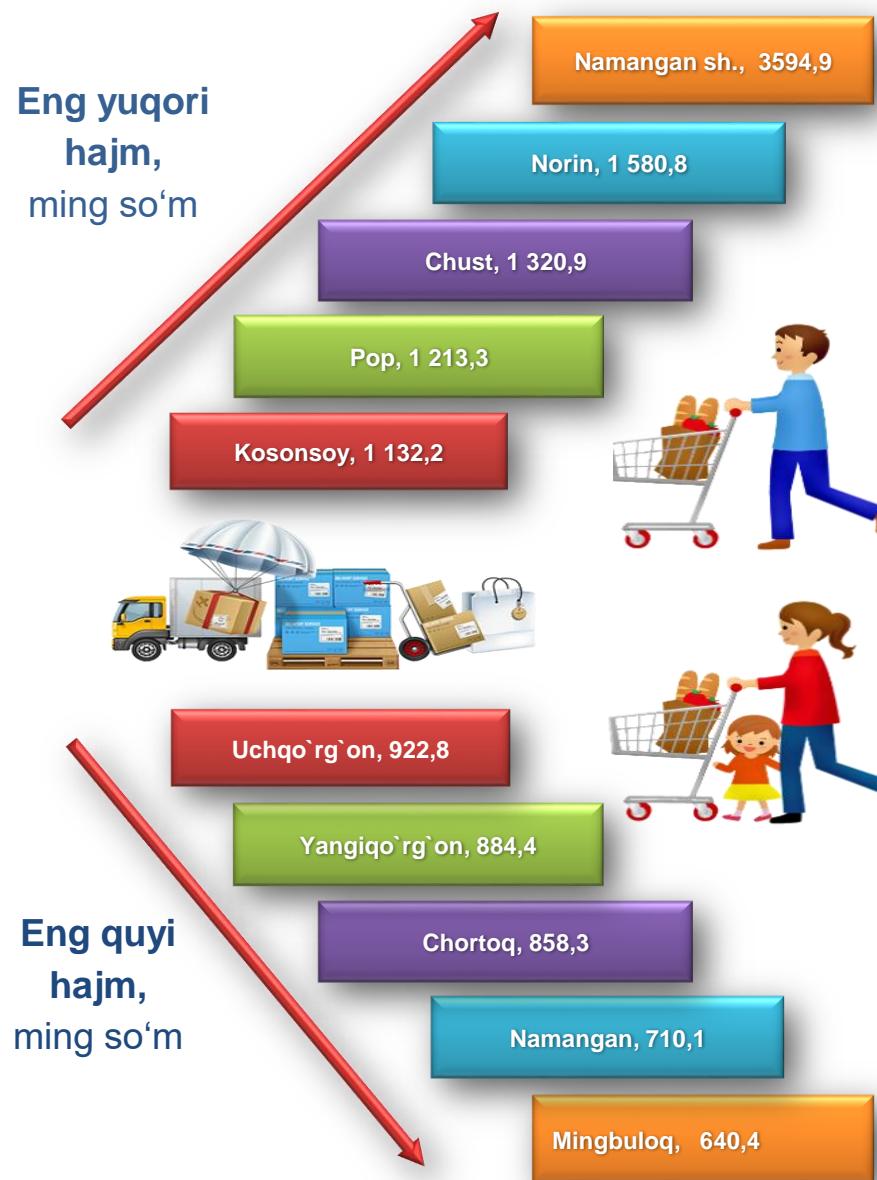 Eng yuqori
hajm,
ming so‘m
Namangan sh., 3594,9
Norin, 1 580,8
Chust, 1 320,9
Pop, 1 213,3
Kosonsoy, 1 132,2
Uchqo`rg`on, 922,8
Yangiqo`rg`on, 884,4
Chortoq, 858,3
Namangan, 710,1
Mingbuloq, 640,4
Eng quyi
hajm,
ming so‘m